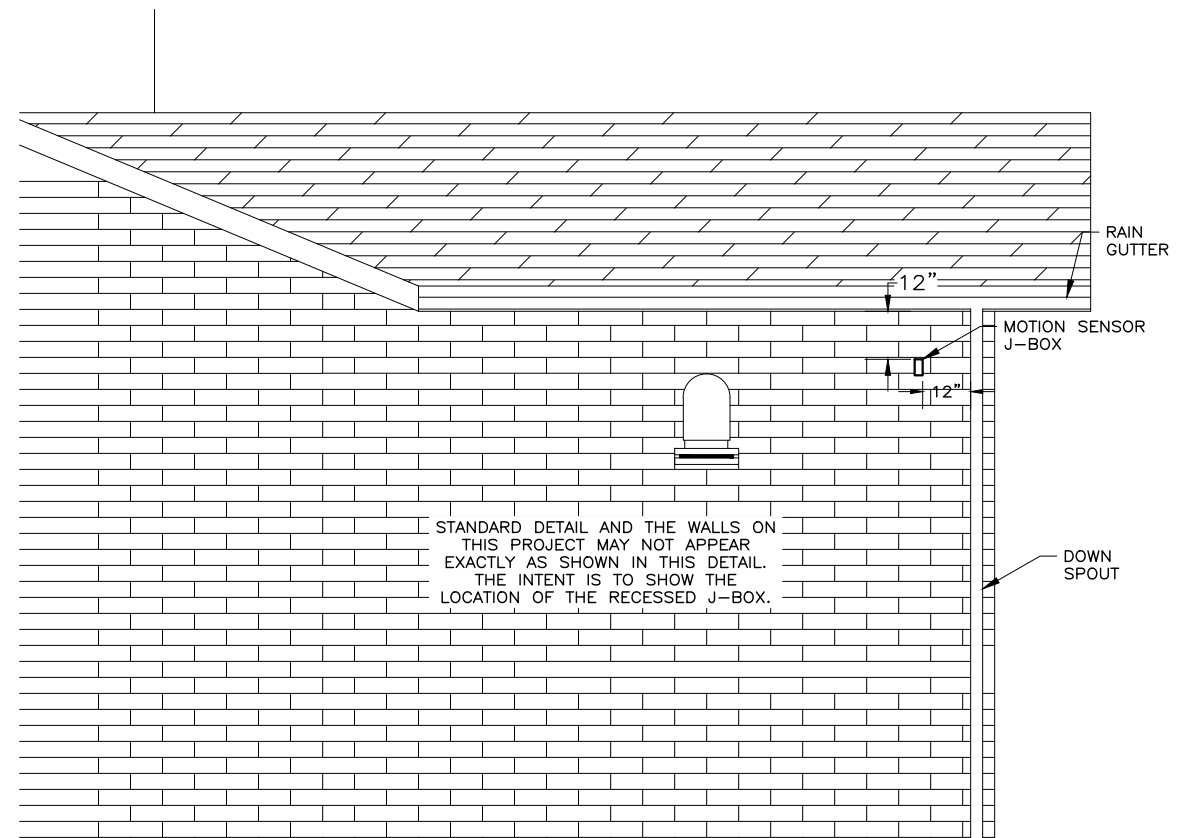 RAIN
GUTTER
12”
MOTION SENSOR
J-BOX
12”
STANDARD DETAIL AND THE WALLS ON
THIS PROJECT MAY NOT APPEAR
EXACTLY AS SHOWN IN THIS DETAIL.
THE INTENT IS TO SHOW THE
LOCATION OF THE RECESSED J-BOX.
DOWN
SPOUT